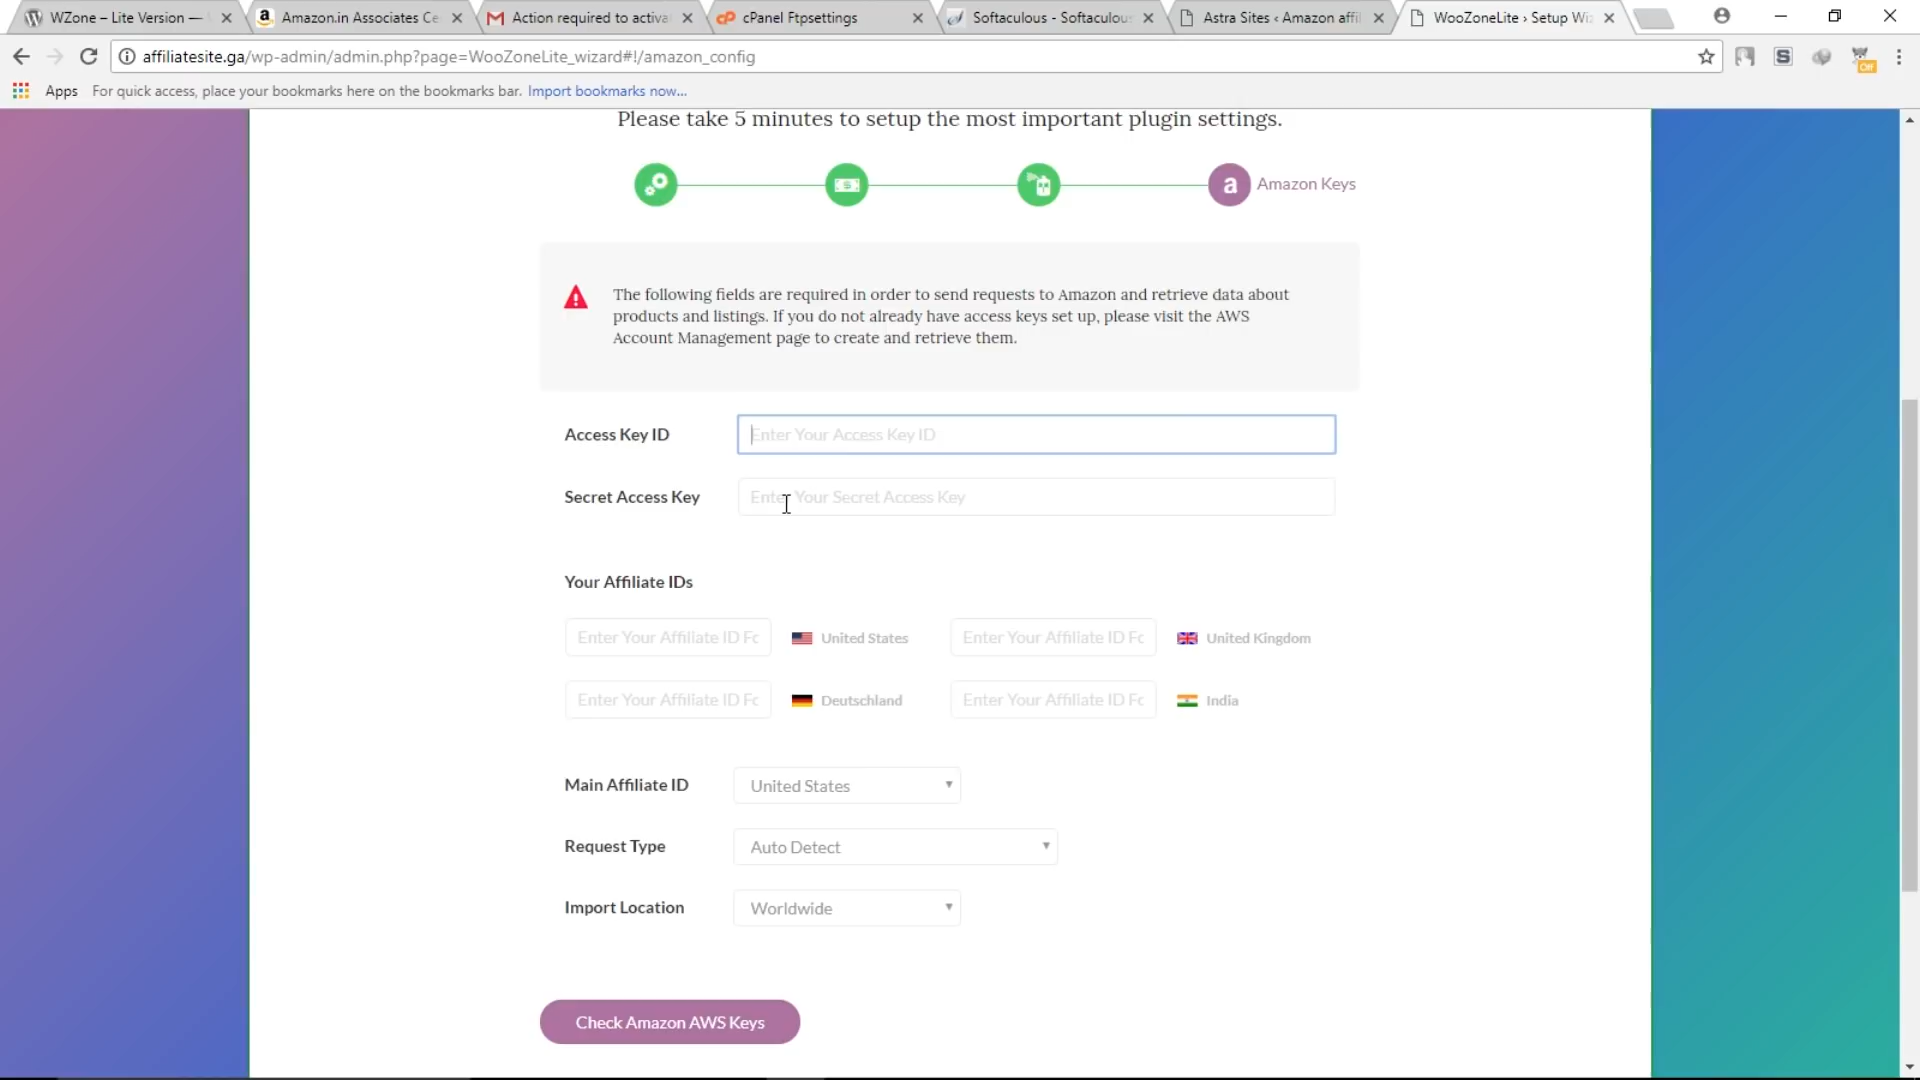 WZone – Lite Version —
Amazon.in Associates Ce
Action required to activa
cPanel Ftpsettings
Softaculous - Softaculous
Astra Sites ‹ Amazon affil
WooZoneLite › Setup Wiz
affiliatesite.ga/wp-admin/admin.php?page=WooZoneLite_wizard#!/amazon_config
Off
Apps For quick access, place your bookmarks here on the bookmarks bar. Import bookmarks now...
Please take 5 minutes to setup the most important plugin settings.
Amazon Keys
The following fields are required in order to send requests to Amazon and retrieve data about
products and listings. If you do not already have access keys set up, please visit the AWS
Account Management page to create and retrieve them.
Access Key ID Enter Your Access Key ID
Secret Access Key Enter Your Secret Access Key
Your Affiliate IDs
Enter Your Affiliate ID Fo United States Enter Your Affiliate ID Fo United Kingdom
Enter Your Affiliate ID Fo Deutschland Enter Your Affiliate ID Fo India
Main Affiliate ID United States
Request Type Auto Detect
Import Location Worldwide
Check Amazon AWS Keys